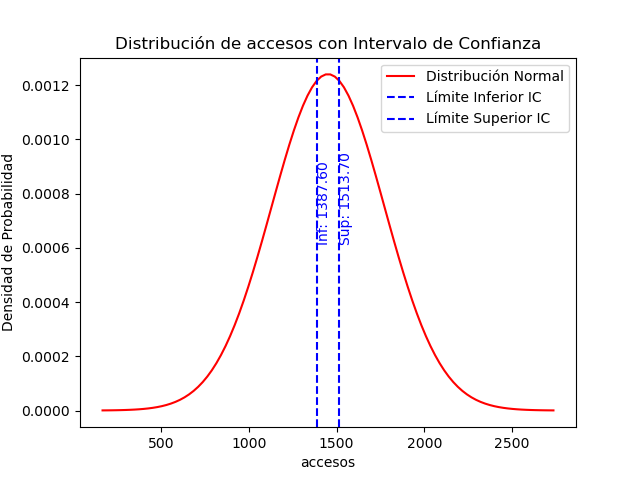 Distribución de accesos con Intervalo de Confianza
Distribución Normal
Límite Inferior IC
Límite Superior IC
Densidad de Probabilidad
0.0012
0.0010
0.0008
0.0006
0.0004
0.0002
0.0000
Inf: 1387.60
Sup: 1513.70
500
1000
1500
2000
2500
accesos